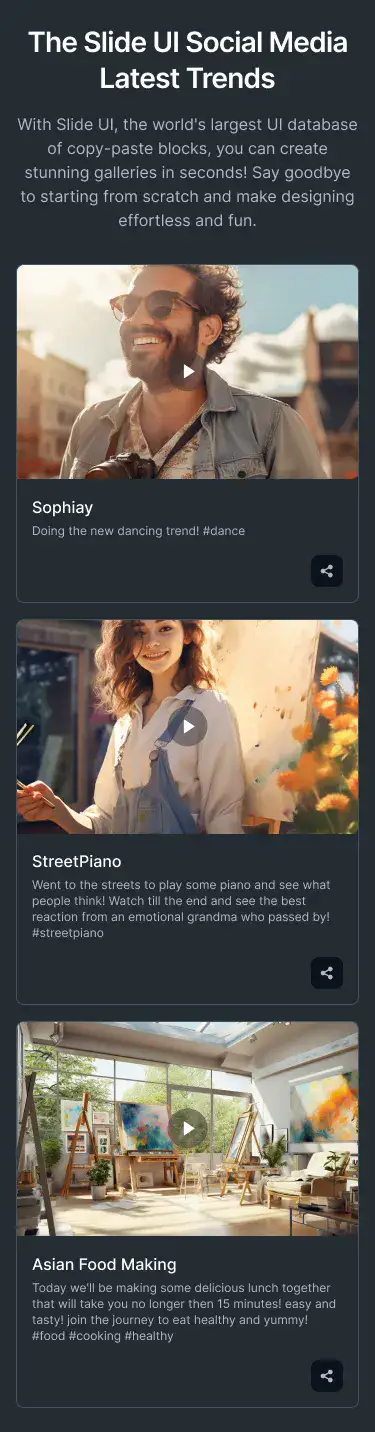 The Slide UI Social Media
Latest Trends
With Slide UI, the world's largest UI database
of copy-paste blocks, you can create
stunning galleries in seconds! Say goodbye
to starting from scratch and make designing
effortless and fun.
Sophiay
Doing the new dancing trend! #dance
StreetPiano
Went to the streets to play some piano and see what
people think! Watch till the end and see the best
reaction from an emotional grandma who passed by!
#streetpiano
Asian Food Making
Today we'll be making some delicious lunch together
that will take you no longer then 15 minutes! easy and
tasty! join the journey to eat healthy and yummy!
#food #cooking #healthy